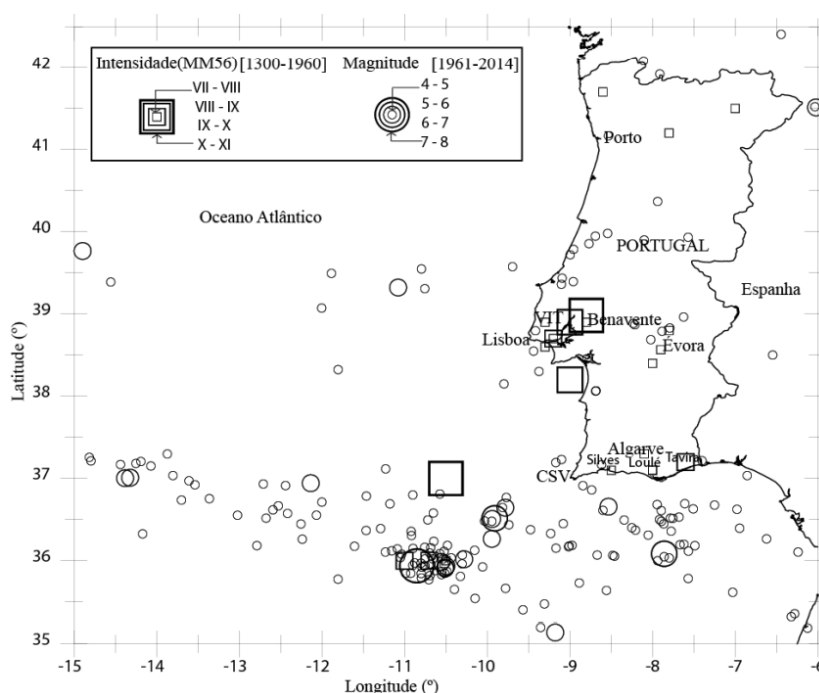 Intensidade(MM56) [1300-1960] Magnitude [1961-2014]
VII - VIII 4 - 5
VIII - IX 5 - 6
IX - X 6 - 7
X - XI 7 - 8
42
41
40
39
38
37
36
35
Latitude (º)
Porto
Oceano Atlântico
PORTUGAL
Espanha
VIT Benavente
Lisboa
Évora
Algarve
Silves Loulé Tavira
CSV
-15 -14 -13 -12 -11 -10 -9 -8 -7 -6
Longitude (º)